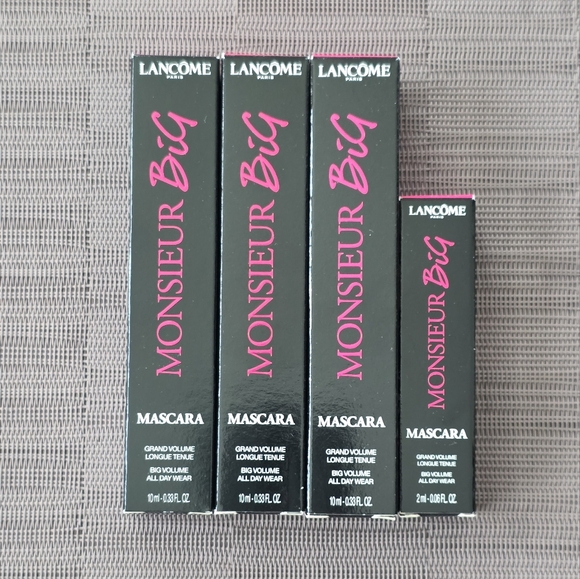 LANCÔME
PARIS
MONSIEUR BIG
MASCARA
GRAND VOLUME
LONGUE TENUE
BIG VOLUME
ALL DAY WEAR
10 ml - 0.33 FL. OZ.
LANCÔME
PARIS
MONSIEUR BIG
MASCARA
GRAND VOLUME
LONGUE TENUE
BIG VOLUME
ALL DAY WEAR
10 ml - 0.33 FL. OZ.
LANCÔME
PARIS
MONSIEUR BIG
MASCARA
GRAND VOLUME
LONGUE TENUE
BIG VOLUME
ALL DAY WEAR
10 ml - 0.33 FL. OZ.
LANCÔME
PARIS
MONSIEUR BIG
MASCARA
GRAND VOLUME
LONGUE TENUE
BIG VOLUME
ALL DAY WEAR
2 ml - 0.06 FL. OZ.